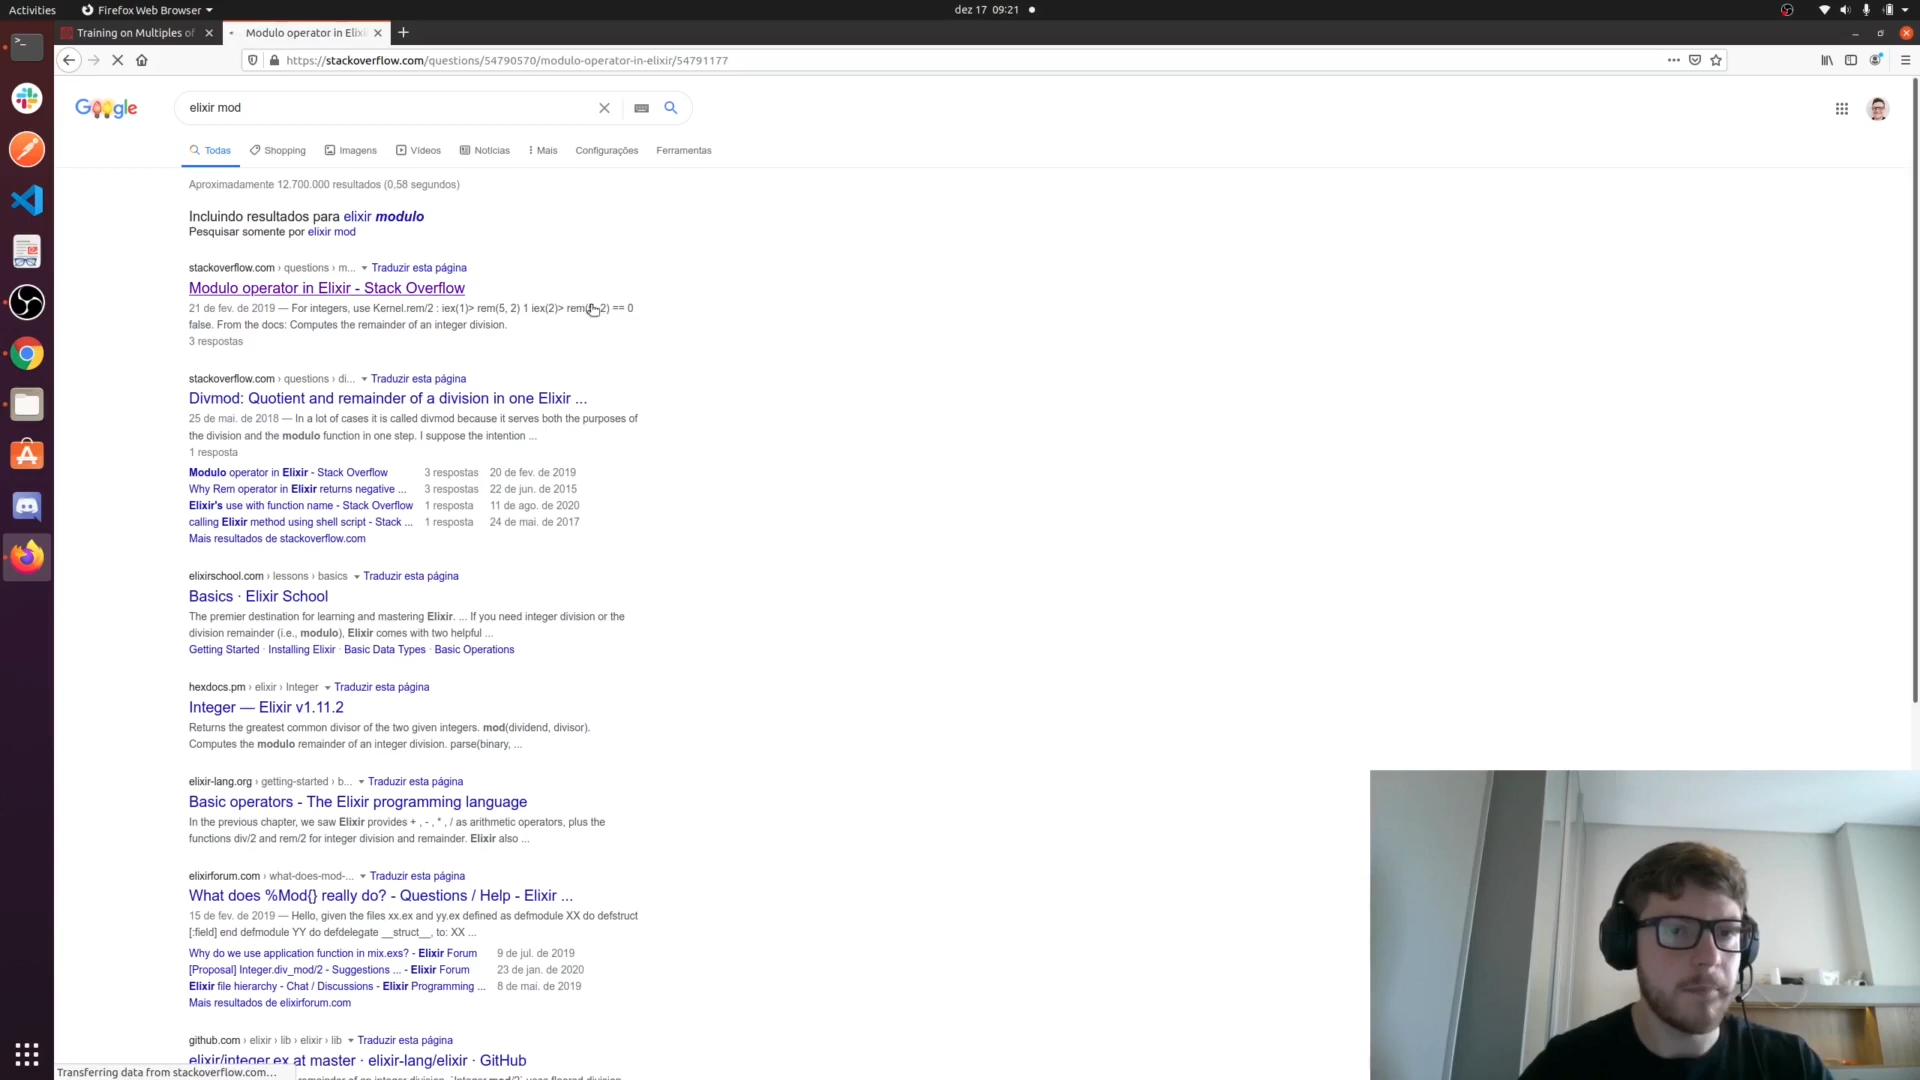 Activities
Firefox Web Browser
dez 17 09:21
Training on Multiples of
Modulo operator in Elixi
https://stackoverflow.com/questions/54790570/modulo-operator-in-elixir/54791177
Google
elixir mod
Todas
Shopping
Imagens
Vídeos
Notícias
Mais
Configurações
Ferramentas
Aproximadamente 12.700.000 resultados (0,58 segundos)
Incluindo resultados para elixir modulo
Pesquisar somente por elixir mod
stackoverflow.com › questions › m... Traduzir esta página
Modulo operator in Elixir - Stack Overflow
21 de fev. de 2019 — For integers, use Kernel.rem/2 : iex(1)> rem(5, 2) 1 iex(2)> rem( 2) == 0
false. From the docs: Computes the remainder of an integer division.
3 respostas
stackoverflow.com › questions › di... Traduzir esta página
Divmod: Quotient and remainder of a division in one Elixir ...
25 de mai. de 2018 — In a lot of cases it is called divmod because it serves both the purposes of
the division and the modulo function in one step. I suppose the intention ...
1 resposta
Modulo operator in Elixir - Stack Overflow 3 respostas 20 de fev. de 2019
Why Rem operator in Elixir returns negative ... 3 respostas 22 de jun. de 2015
Elixir's use with function name - Stack Overflow 1 resposta 11 de ago. de 2020
calling Elixir method using shell script - Stack ... 1 resposta 24 de mai. de 2017
Mais resultados de stackoverflow.com
elixirschool.com › lessons › basics Traduzir esta página
Basics · Elixir School
The premier destination for learning and mastering Elixir. ... If you need integer division or the
division remainder (i.e., modulo), Elixir comes with two helpful ...
Getting Started · Installing Elixir · Basic Data Types · Basic Operations
hexdocs.pm › elixir › Integer Traduzir esta página
Integer — Elixir v1.11.2
Returns the greatest common divisor of the two given integers. mod(dividend, divisor).
Computes the modulo remainder of an integer division. parse(binary, ...
elixir-lang.org › getting-started › b... Traduzir esta página
Basic operators - The Elixir programming language
In the previous chapter, we saw Elixir provides + , - , * , / as arithmetic operators, plus the
functions div/2 and rem/2 for integer division and remainder. Elixir also ...
elixirforum.com › what-does-mod-... Traduzir esta página
What does %Mod{} really do? - Questions / Help - Elixir ...
15 de fev. de 2019 — Hello, given the files xx.ex and yy.ex defined as defmodule XX do defstruct
[:field] end defmodule YY do defdelegate __struct__, to: XX ...
Why do we use application function in mix.exs? - Elixir Forum 9 de jul. de 2019
[Proposal] Integer.div_mod/2 - Suggestions ... - Elixir Forum 23 de jan. de 2020
Elixir file hierarchy - Chat / Discussions - Elixir Programming ... 8 de mai. de 2019
Mais resultados de elixirforum.com
github.com › elixir › lib › elixir › lib Traduzir esta página
elixir/integer.ex at master · elixir-lang/elixir · GitHub
Transferring data from stackoverflow.com…